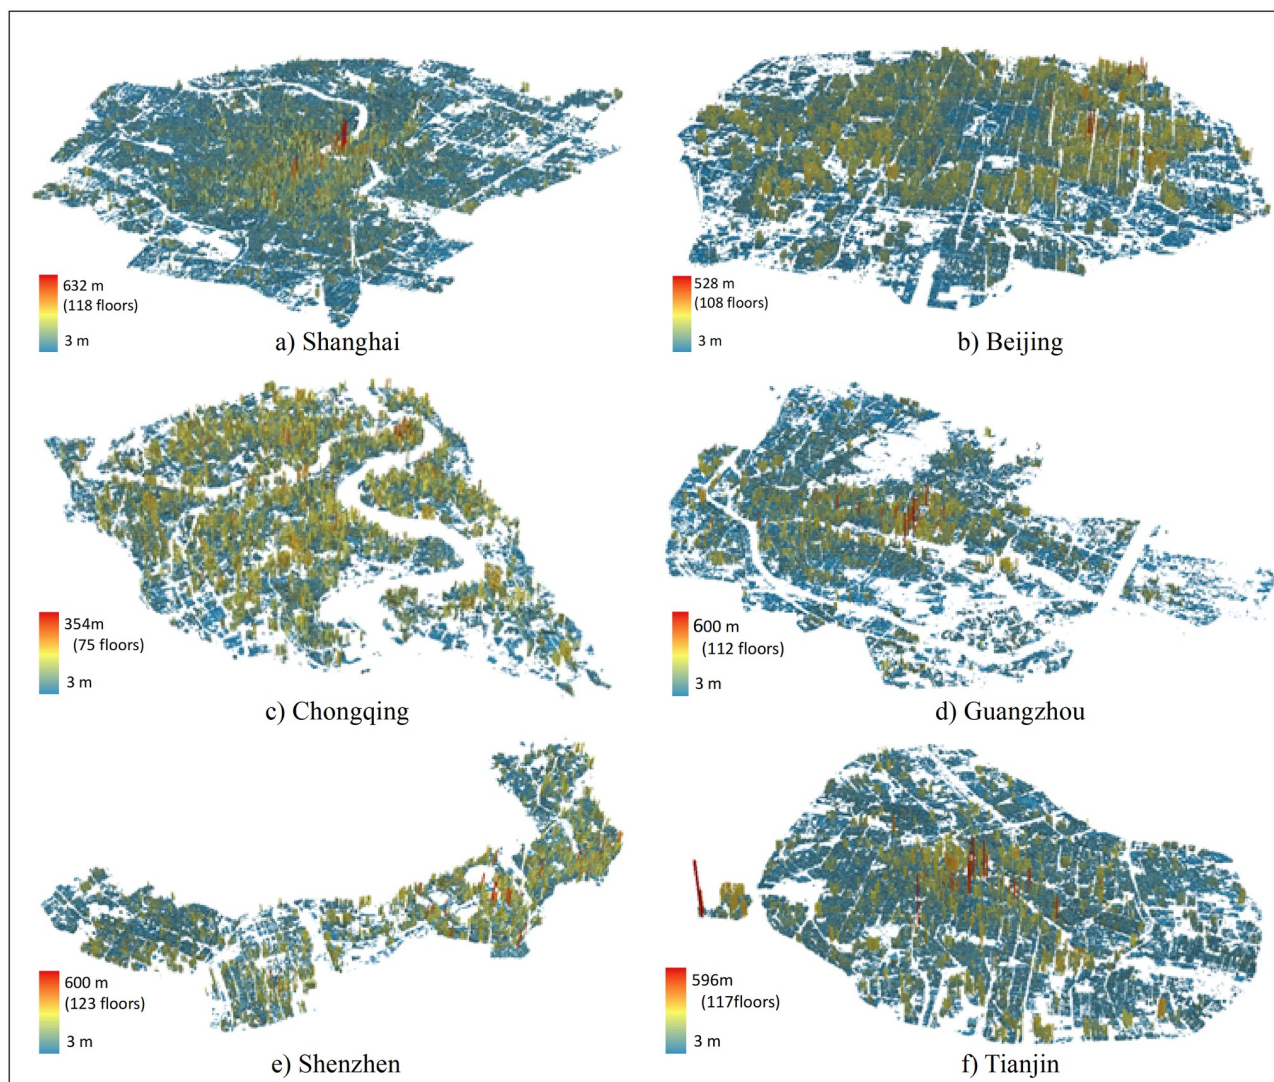 632 m
(118 floors)
3 m
a) Shanghai
528 m
(108 floors)
3 m
b) Beijing
354m
(75 floors)
3 m
c) Chongqing
600 m
(112 floors)
3 m
d) Guangzhou
600 m
(123 floors)
3 m
e) Shenzhen
596m
(117floors)
3 m
f) Tianjin